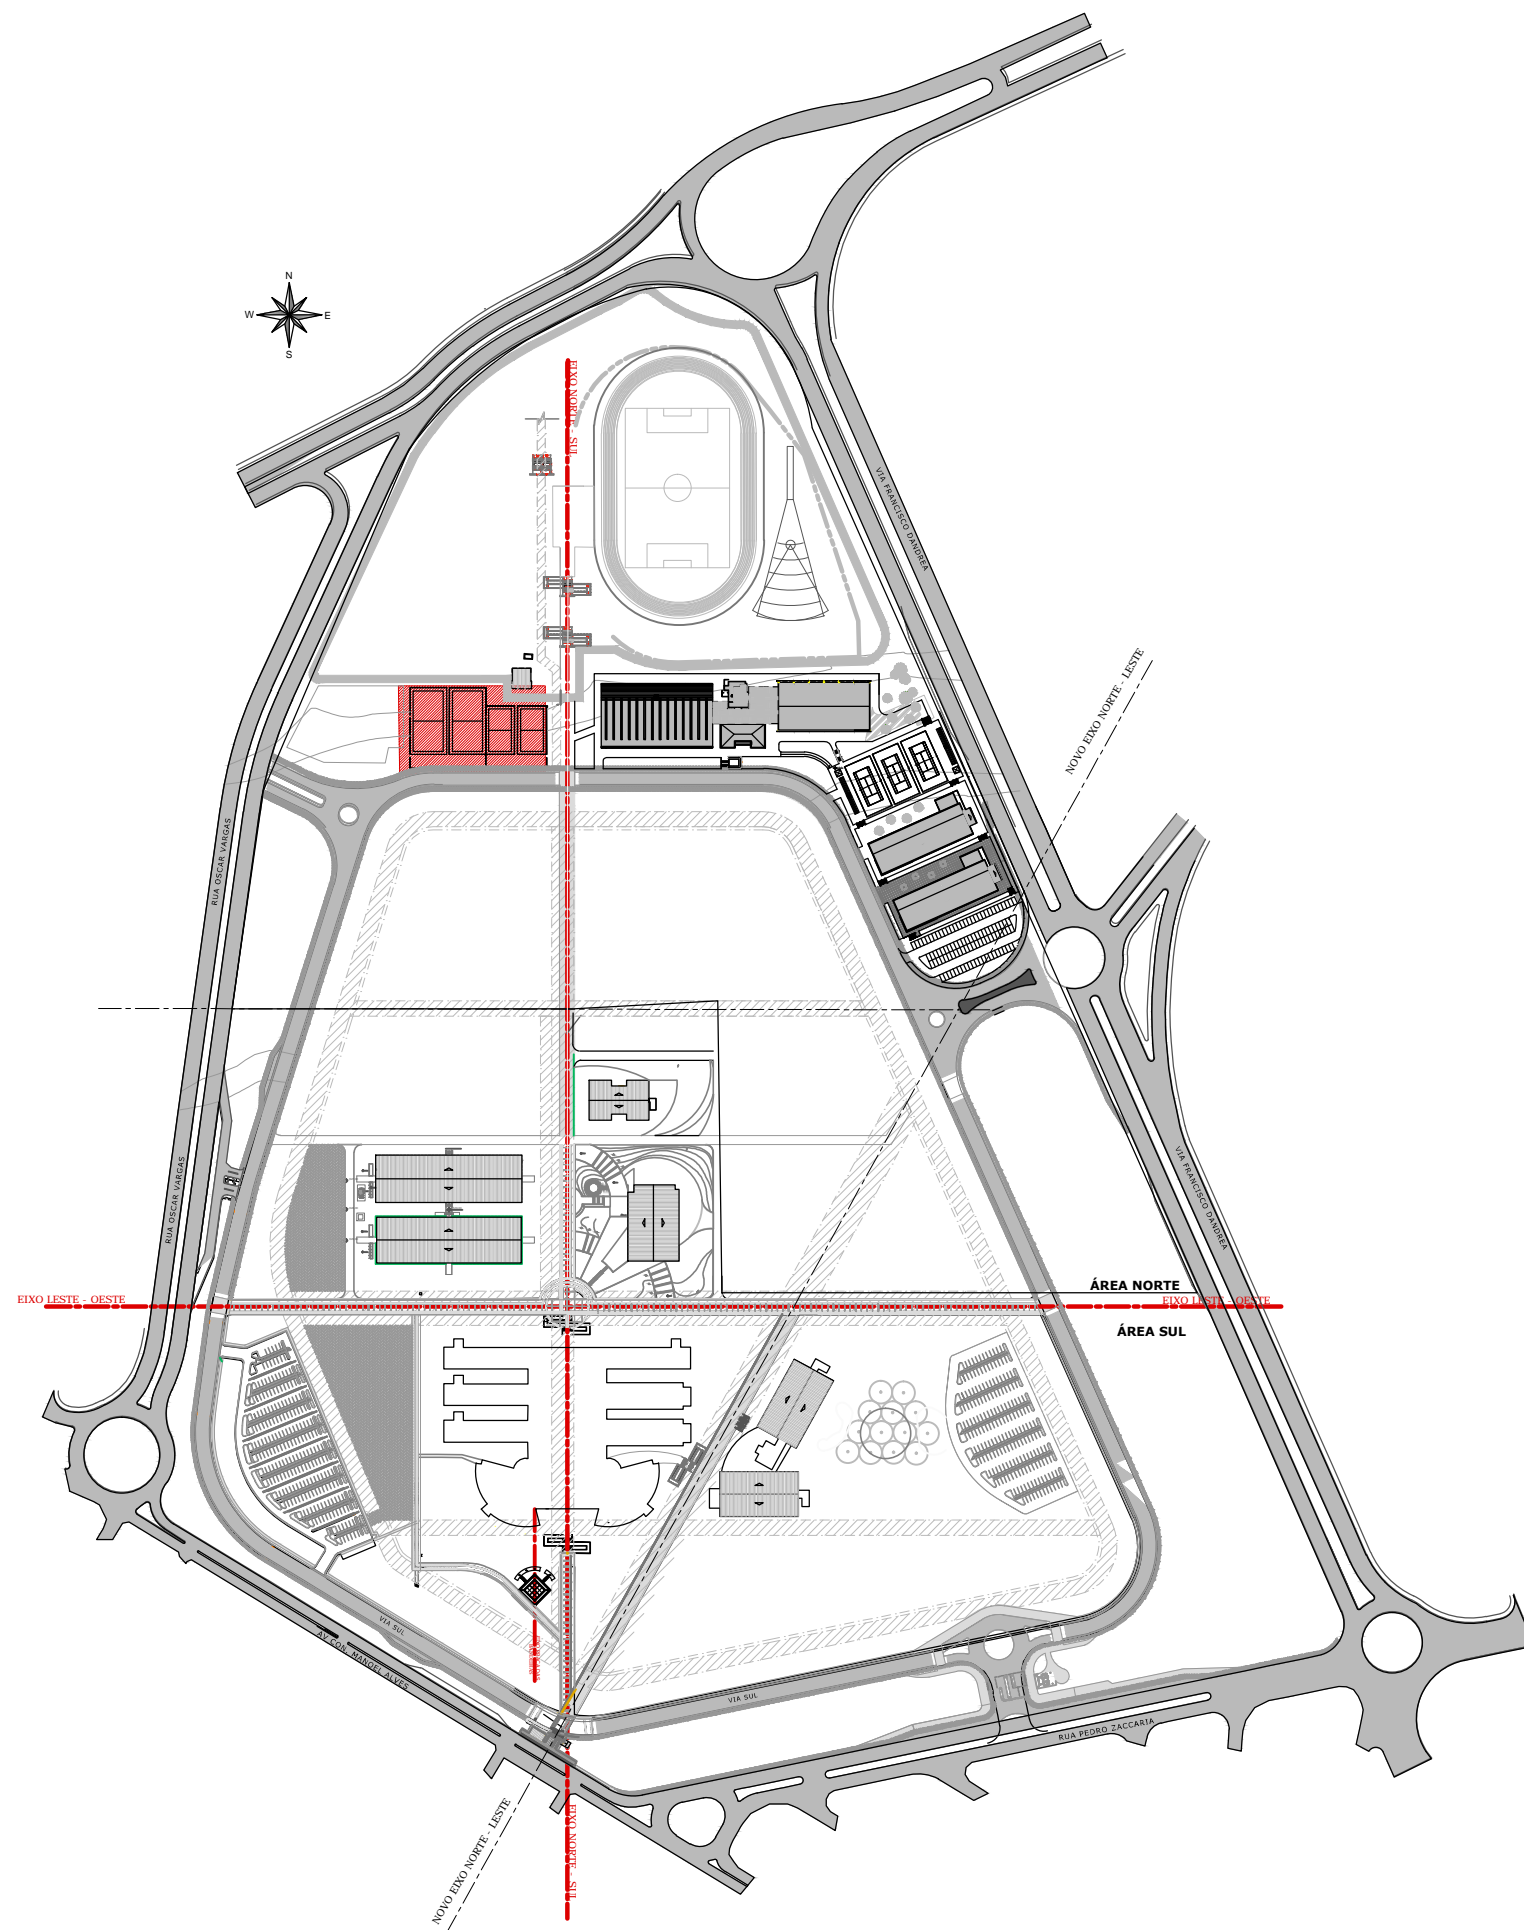 N
W
E
S
EIXO NORTE - SUL
VIA FRANCISCO DANDREA
NOVO EIXO NORTE - LESTE
RUA OSCAR VARGAS
RUA OSCAR VARGAS
VIA FRANCISCO DANDREA
ÁREA NORTE
EIXO LESTE - OESTE
EIXO LESTE - OESTE
ÁREA SUL
VIA SUL
AV CON. MANOEL ALVES
VIA SUL
RUA PEDRO ZACCARIA
NOVO EIXO NORTE - LESTE
EIXO NORTE - SUL